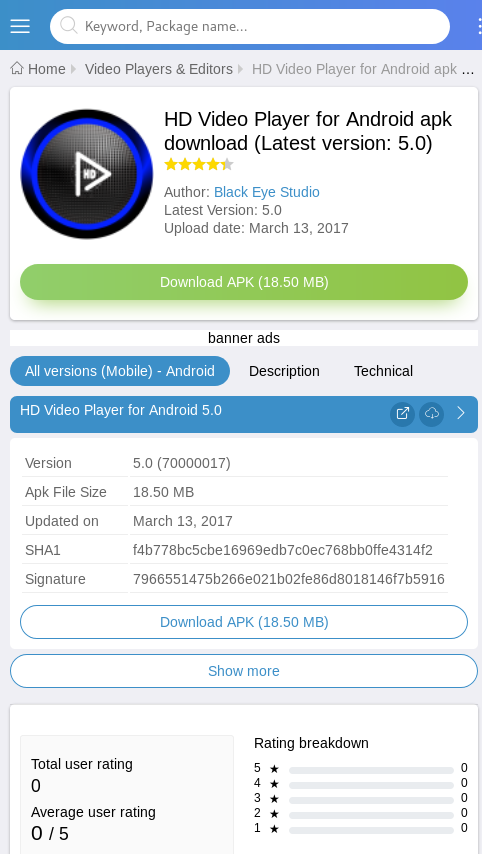 Keyword, Package name...
Home Video Players & Editors HD Video Player for Android apk ...
HD
HD Video Player for Android apk
download (Latest version: 5.0)
Author: Black Eye Studio
Latest Version: 5.0
Upload date: March 13, 2017
Download APK (18.50 MB)
banner ads
All versions (Mobile) - Android Description Technical
HD Video Player for Android 5.0
Version 5.0 (70000017)
Apk File Size 18.50 MB
Updated on March 13, 2017
SHA1 f4b778bc5cbe16969edb7c0ec768bb0ffe4314f2
Signature 7966551475b266e021b02fe86d8018146f7b5916
Download APK (18.50 MB)
Show more
Total user rating
0
Average user rating
0 / 5
Rating breakdown
5 ★ 0
4 ★ 0
3 ★ 0
2 ★ 0
1 ★ 0